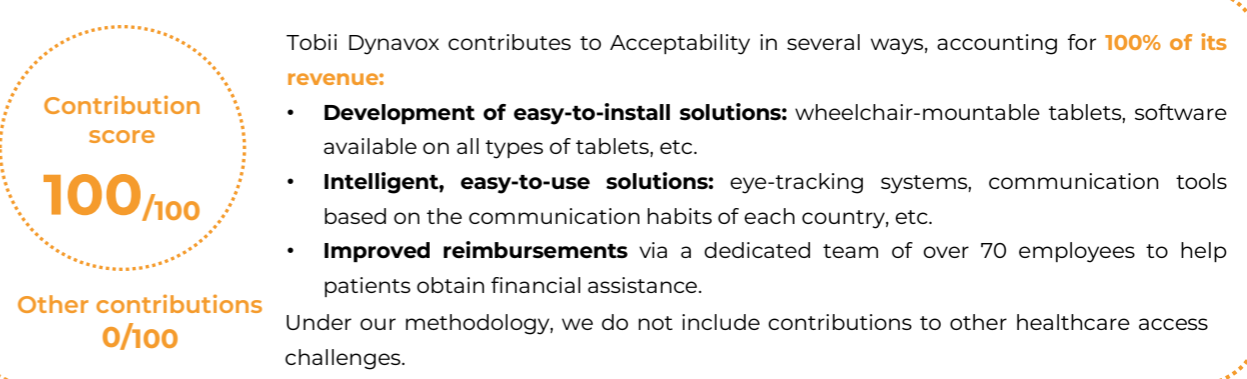 Contribution
score
100/100
Other contributions
0/100
Tobii Dynavox contributes to Acceptability in several ways, accounting for 100% of its
revenue:
• Development of easy-to-install solutions: wheelchair-mountable tablets, software
available on all types of tablets, etc.
• Intelligent, easy-to-use solutions: eye-tracking systems, communication tools
based on the communication habits of each country, etc.
• Improved reimbursements via a dedicated team of over 70 employees to help
patients obtain financial assistance.
Under our methodology, we do not include contributions to other healthcare access
challenges.